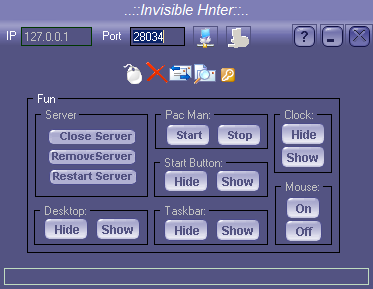 ..::Invisible Hnter::..
IP 127.0.0.1 Port 28034
?
Fun
Server
Close Server
RemoveServer
Restart Server
Pac Man:
Start Stop
Start Button:
Hide Show
Clock:
Hide
Show
Desktop:
Hide Show
Taskbar:
Hide Show
Mouse:
On
Off